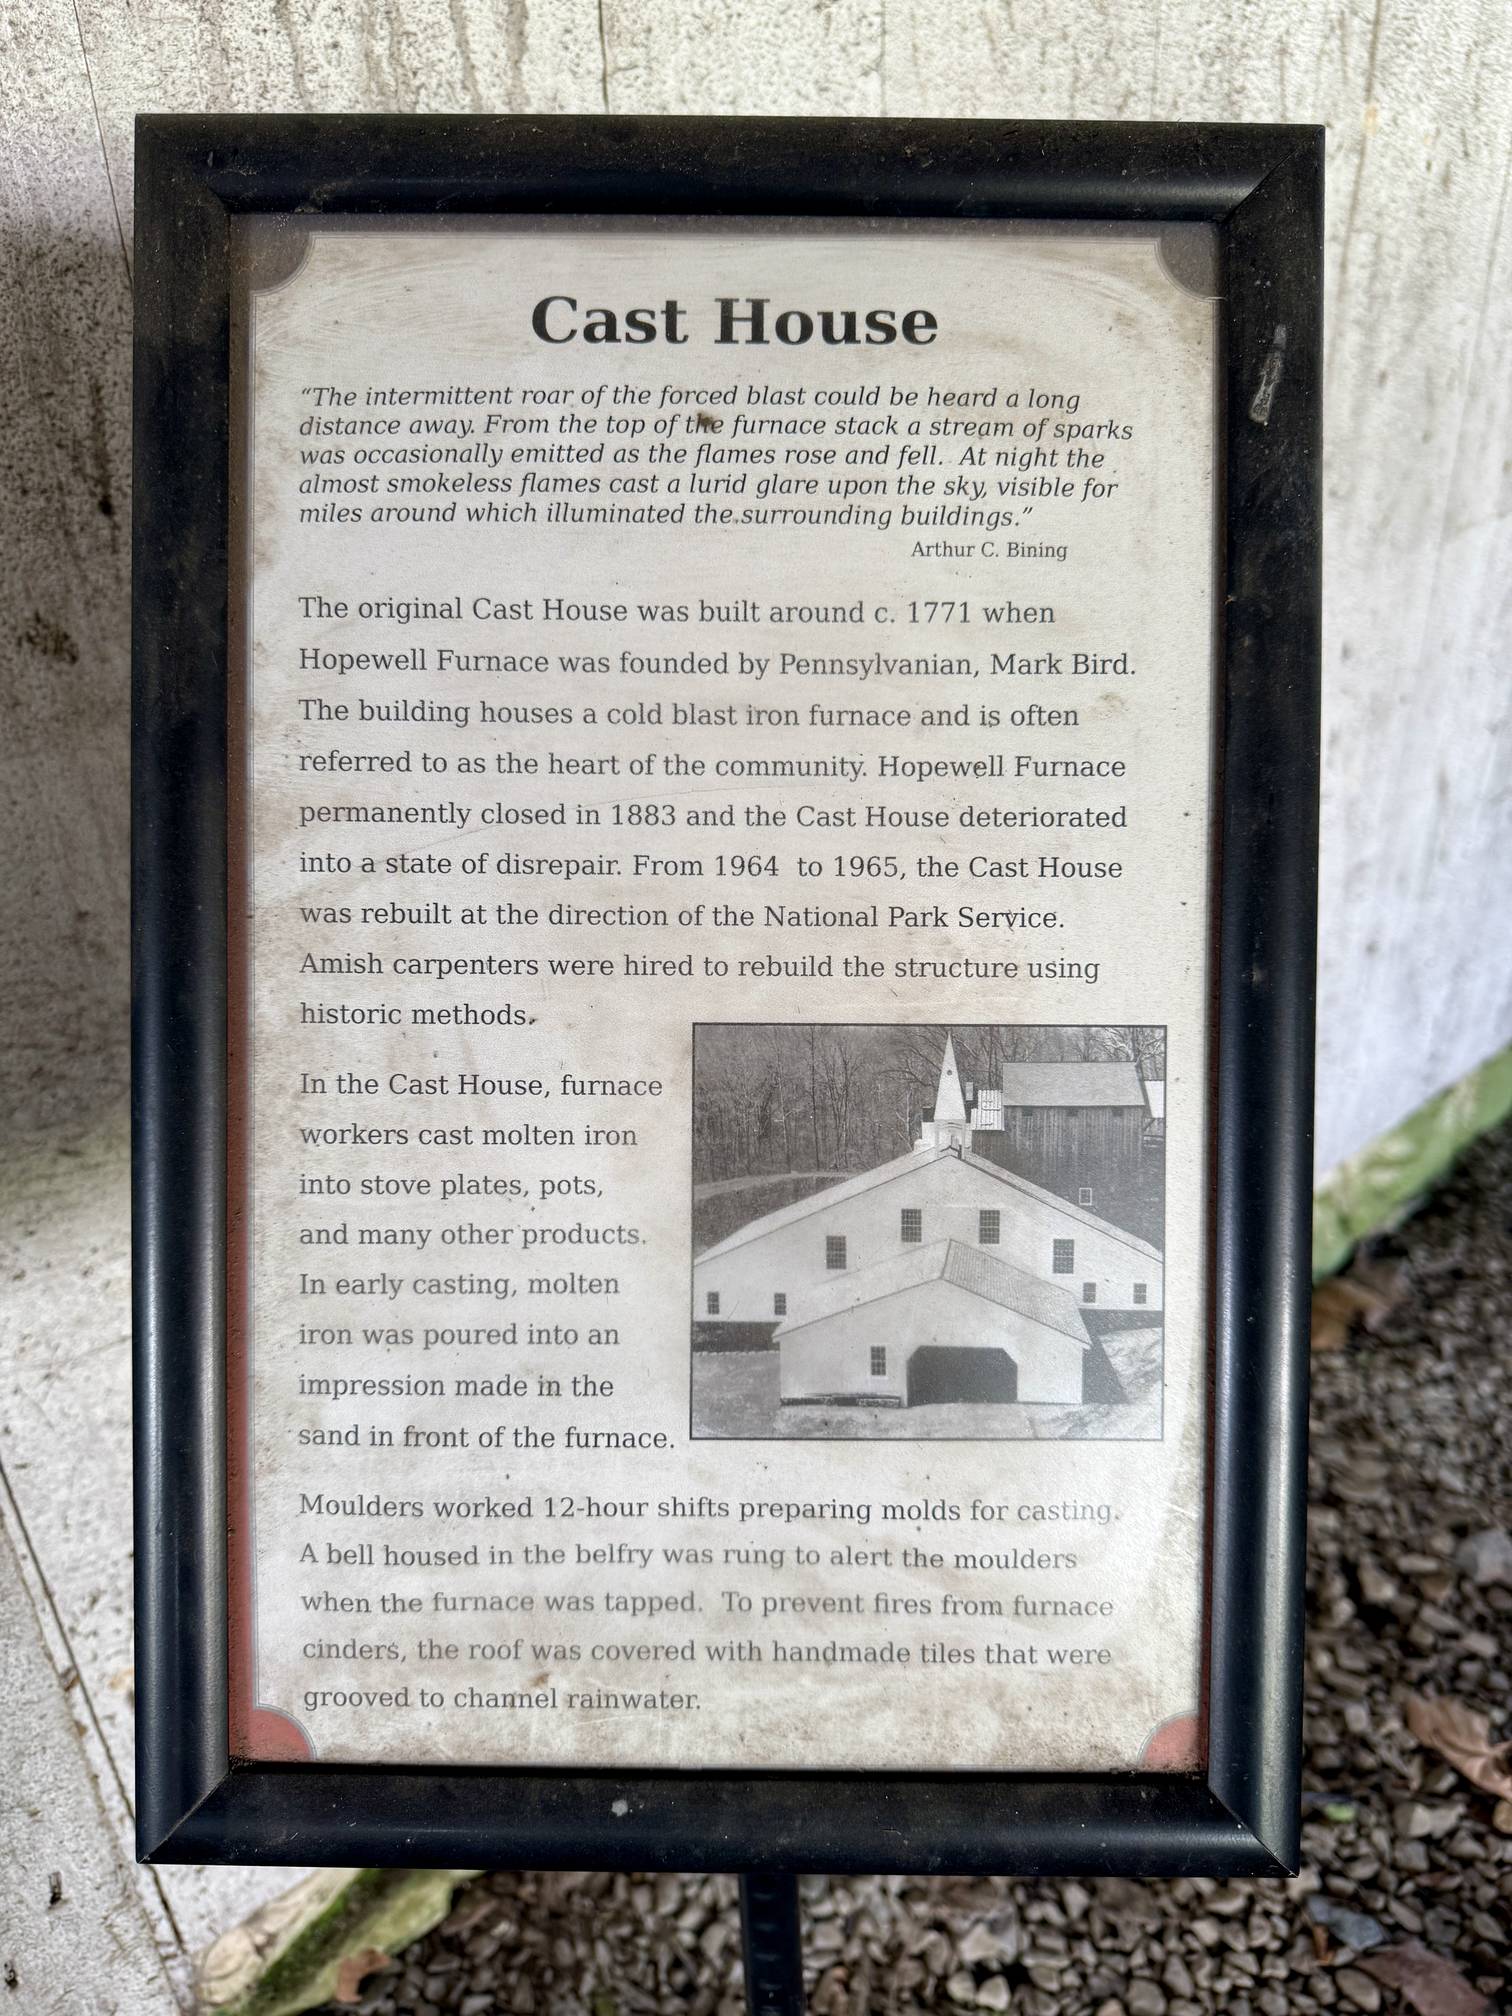 Cast House
“The intermittent roar of the forced blast could be heard a long
distance away. From the top of the furnace stack a stream of sparks
was occasionally emitted as the flames rose and fell. At night the
almost smokeless flames cast a lurid glare upon the sky, visible for
miles around which illuminated the surrounding buildings.”
Arthur C. Bining
The original Cast House was built around c. 1771 when
Hopewell Furnace was founded by Pennsylvanian, Mark Bird.
The building houses a cold blast iron furnace and is often
referred to as the heart of the community. Hopewell Furnace
permanently closed in 1883 and the Cast House deteriorated
into a state of disrepair. From 1964 to 1965, the Cast House
was rebuilt at the direction of the National Park Service.
Amish carpenters were hired to rebuild the structure using
historic methods.
In the Cast House, furnace
workers cast molten iron
into stove plates, pots,
and many other products.
In early casting, molten
iron was poured into an
impression made in the
sand in front of the furnace.
Moulders worked 12-hour shifts preparing molds for casting.
A bell housed in the belfry was rung to alert the moulders
when the furnace was tapped. To prevent fires from furnace
cinders, the roof was covered with handmade tiles that were
grooved to channel rainwater.